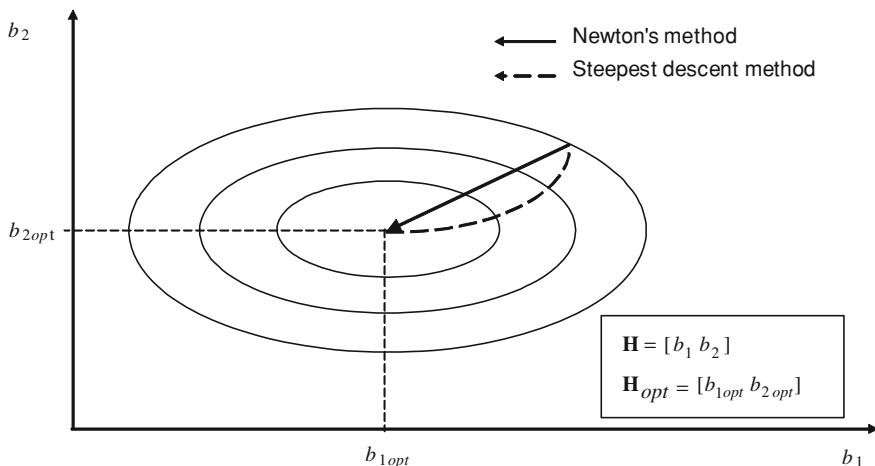 b₂
Newton's method
Steepest descent method
b₂ₒₚₜ
H = [b₁ b₂]
Hₒₚₜ = [b₁ₒₚₜ b₂ₒₚₜ]
b₁ₒₚₜ
b₁